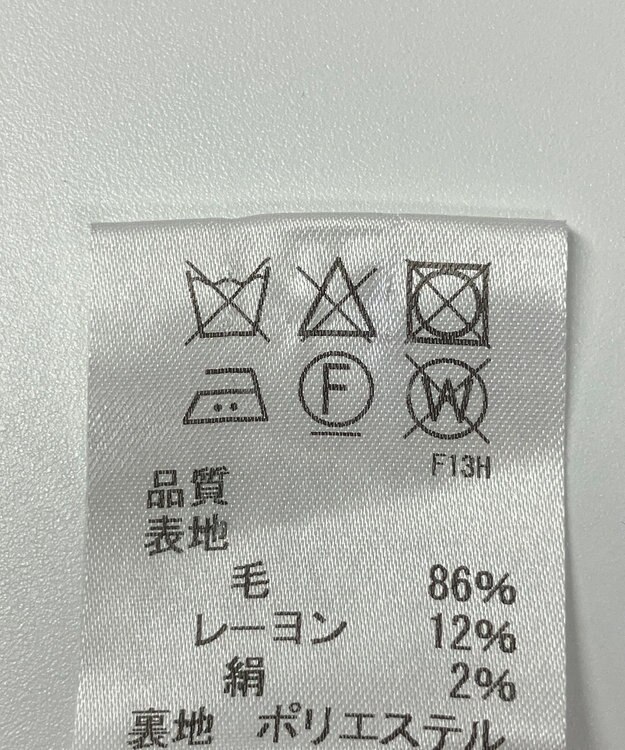 F W
F13H
品質
表地
毛 86%
レーヨン 12%
絹 2%
裏地 ポリエステル